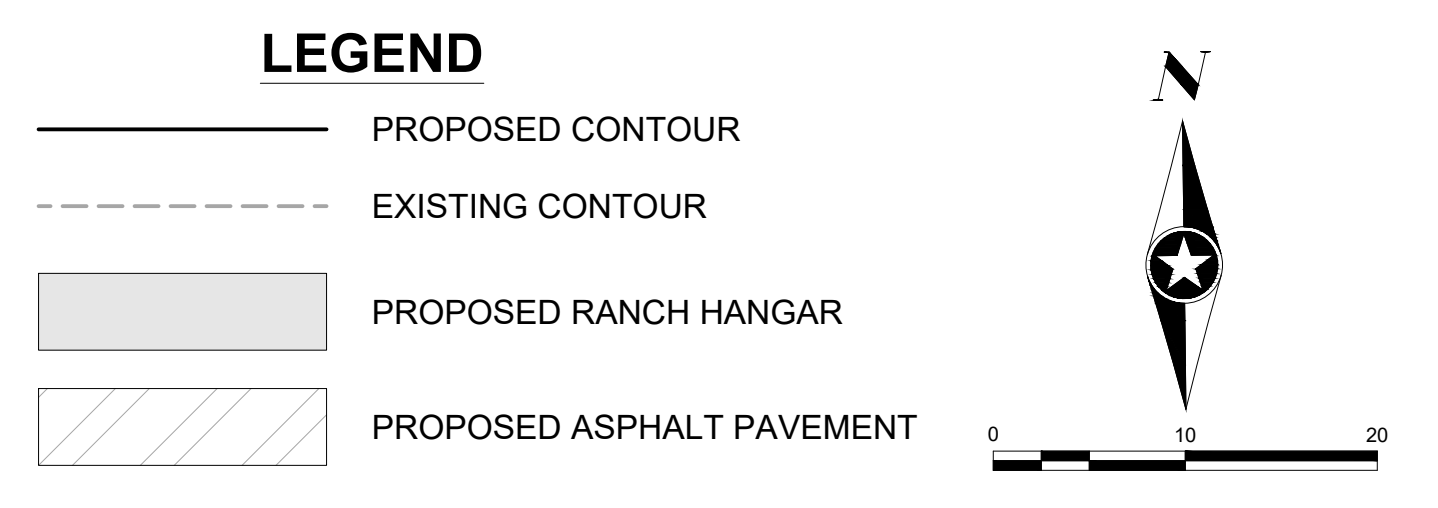 LEGEND
PROPOSED CONTOUR
EXISTING CONTOUR
PROPOSED RANCH HANGAR
PROPOSED ASPHALT PAVEMENT
N
0 10 20